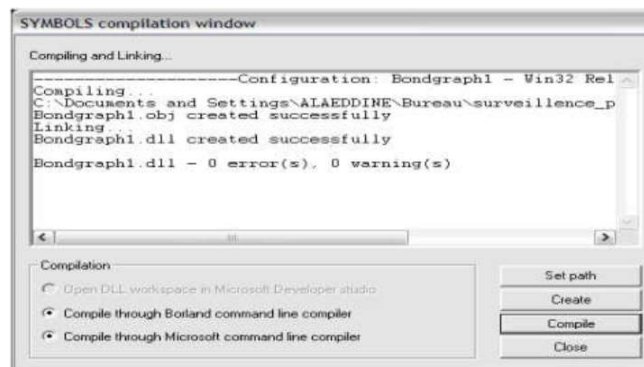 SYMBOLS compilation window
Compiling and Linking...
--------------------Configuration: Bondgraph1 - Win32 Rel
Compiling...
C:\Documents and Settings\ALAEDDINE\Bureau\surveillence_p
Bondgraph1.obj created successfully
Linking...
Bondgraph1.dll created successfully
Bondgraph1.dll - 0 error(s), 0 warning(s)
Compilation
Open DLL workspace in Microsoft Developer studio
Compile through Borland command line compiler
Compile through Microsoft command line compiler
Set path
Create
Compile
Close